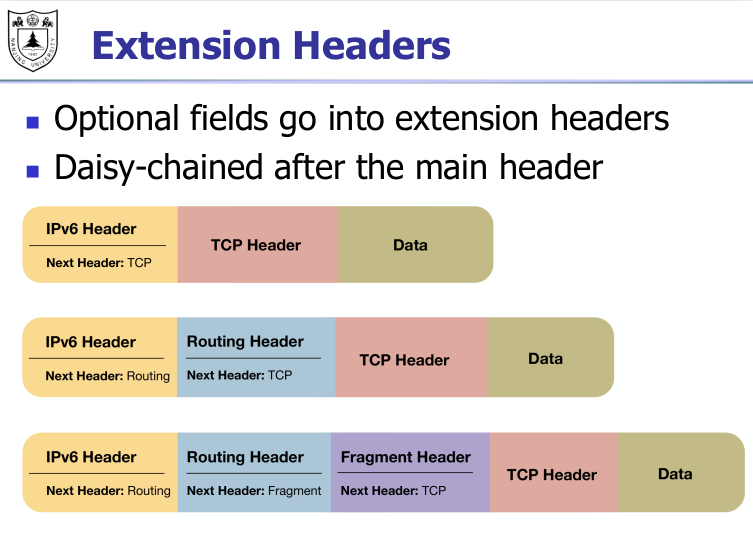 Extension Headers
Optional fields go into extension headers
Daisy-chained after the main header
IPv6 Header
Next Header: TCP
TCP Header
Data
IPv6 Header
Next Header: Routing
Routing Header
Next Header: TCP
TCP Header
Data
IPv6 Header
Next Header: Routing
Routing Header
Next Header: Fragment
Fragment Header
Next Header: TCP
TCP Header
Data
NANJING UNIVERSITY